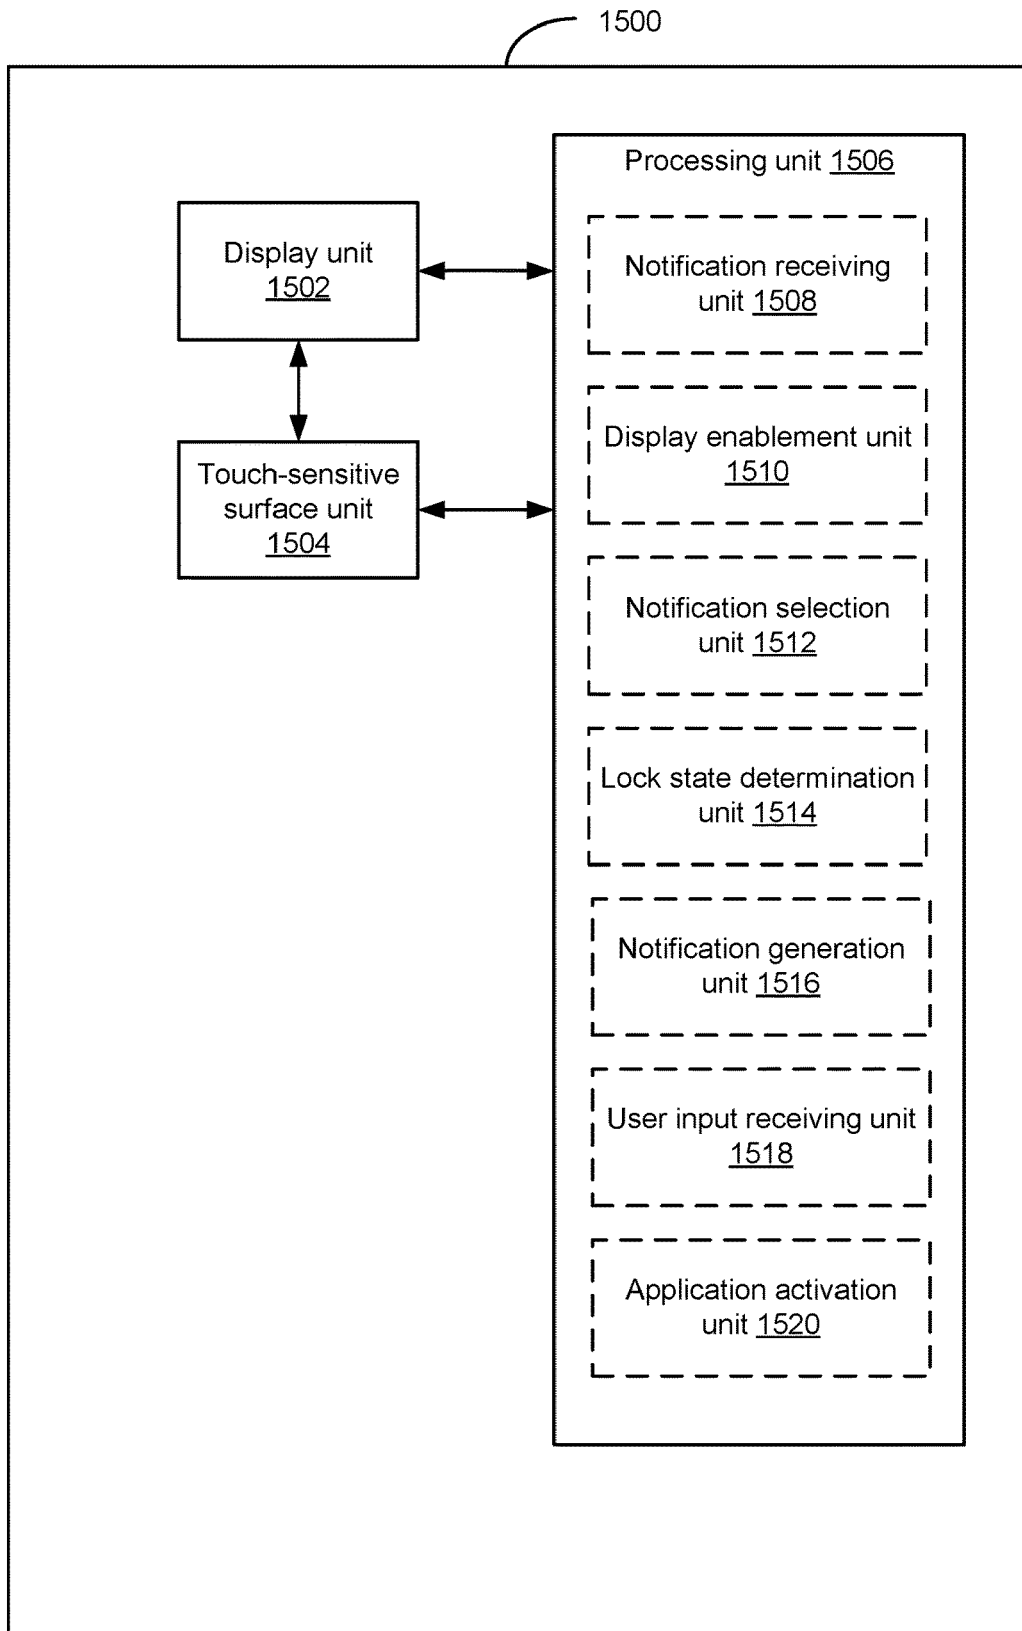 1500
Processing unit 1506
Display unit
1502
Touch-sensitive
surface unit
1504
Notification receiving
unit 1508
Display enablement unit
1510
Notification selection
unit 1512
Lock state determination
unit 1514
Notification generation
unit 1516
User input receiving unit
1518
Application activation
unit 1520